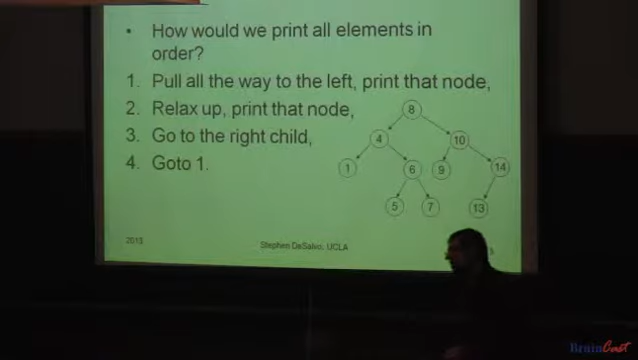 • How would we print all elements in
order?
1. Pull all the way to the left, print that node,
2. Relax up, print that node,
3. Go to the right child,
4. Goto 1.
8
4
10
1
6
9
14
5
7
13
2013
Stephen DeSalvo, UCLA
BrainCast